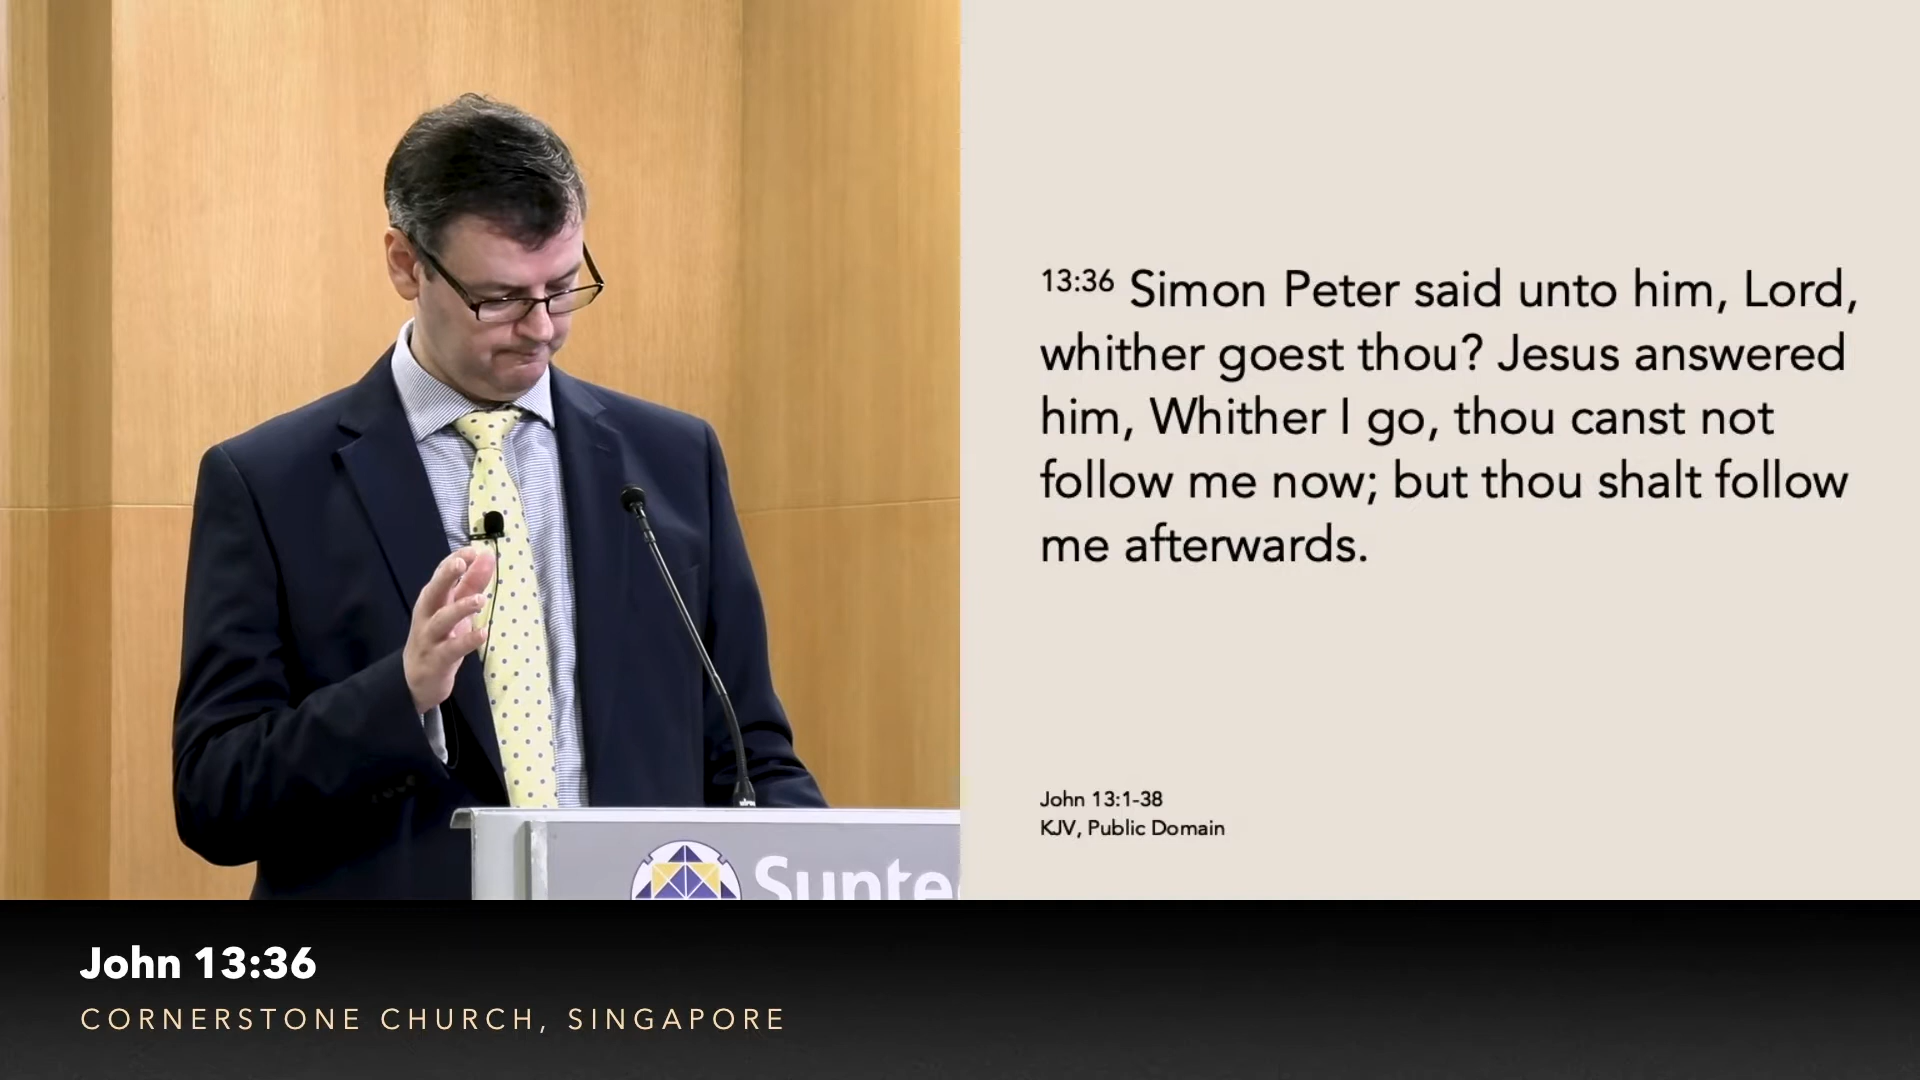 13:36 Simon Peter said unto him, Lord,
whither goest thou? Jesus answered
him, Whither I go, thou canst not
follow me now; but thou shalt follow
me afterwards.
John 13:1-38
KJV, Public Domain
Sunte
John 13:36
CORNERSTONE CHURCH, SINGAPORE